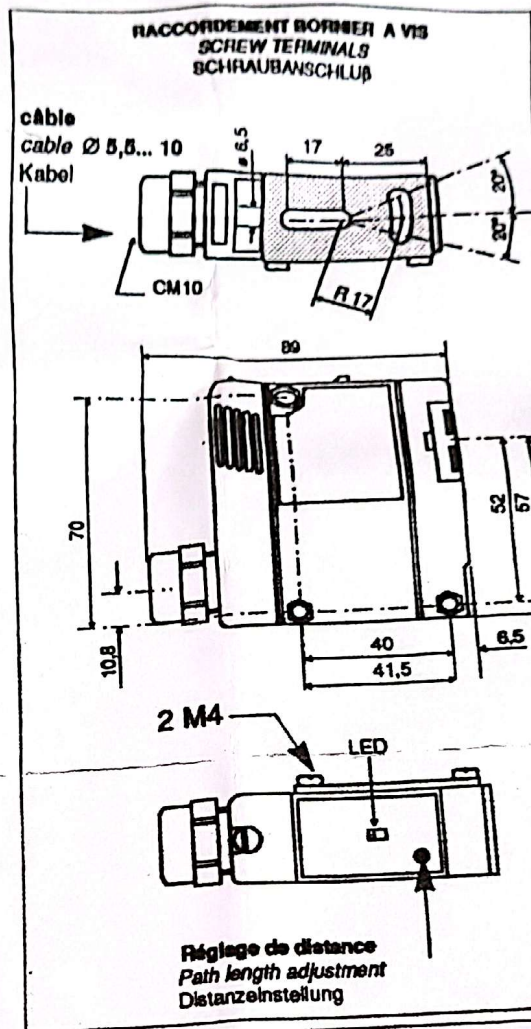 RACCORDEMENT BORNIER A VIS
SCREW TERMINALS
SCHRAUBANSCHLUβ
câble
cable Ø 5,5... 10
Kabel
ø 6,5
17
25
20°
20°
CM10
R 17
89
70
10,8
52
57
6,5
40
41,5
2 M4
LED
Réglage de distance
Path length adjustment
Distanzeinstellung